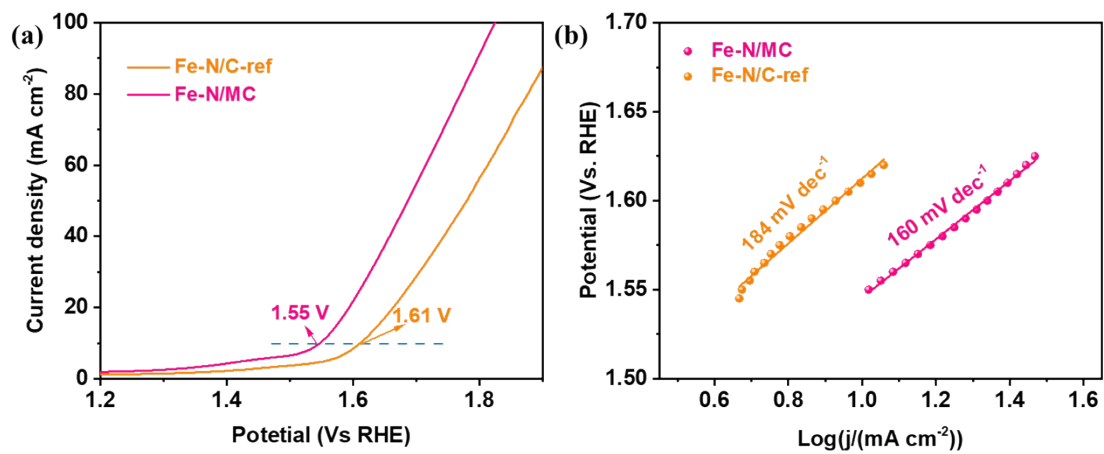 (a)
100
80
60
40
20
0
Current density (mA cm⁻²)
Fe-N/C-ref
Fe-N/MC
1.55 V
1.61 V
1.2
1.4
1.6
1.8
Potetial (Vs RHE)
(b)
1.70
1.65
1.60
1.55
1.50
Potential (Vs. RHE)
Fe-N/MC
Fe-N/C-ref
184 mV dec⁻¹
160 mV dec⁻¹
0.6
0.8
1.0
1.2
1.4
1.6
Log(j/(mA cm⁻²))